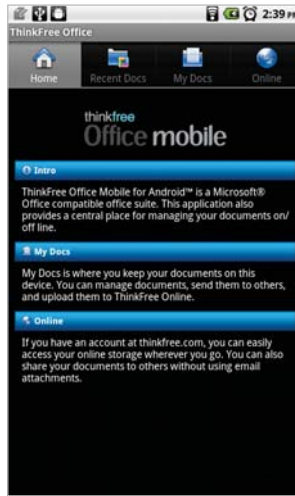 2:39 PM
ThinkFree Office
Home
Recent Docs
My Docs
Online
thinkfree
Office mobile
Intro
ThinkFree Office Mobile for Android™ is a Microsoft®
Office compatible office suite. This application also
provides a central place for managing your documents on/
off line.
My Docs
My Docs is where you keep your documents on this
device. You can manage documents, send them to others,
and upload them to ThinkFree Online.
Online
If you have an account at thinkfree.com, you can easily
access your online storage wherever you go. You can also
share your documents to others without using email
attachments.